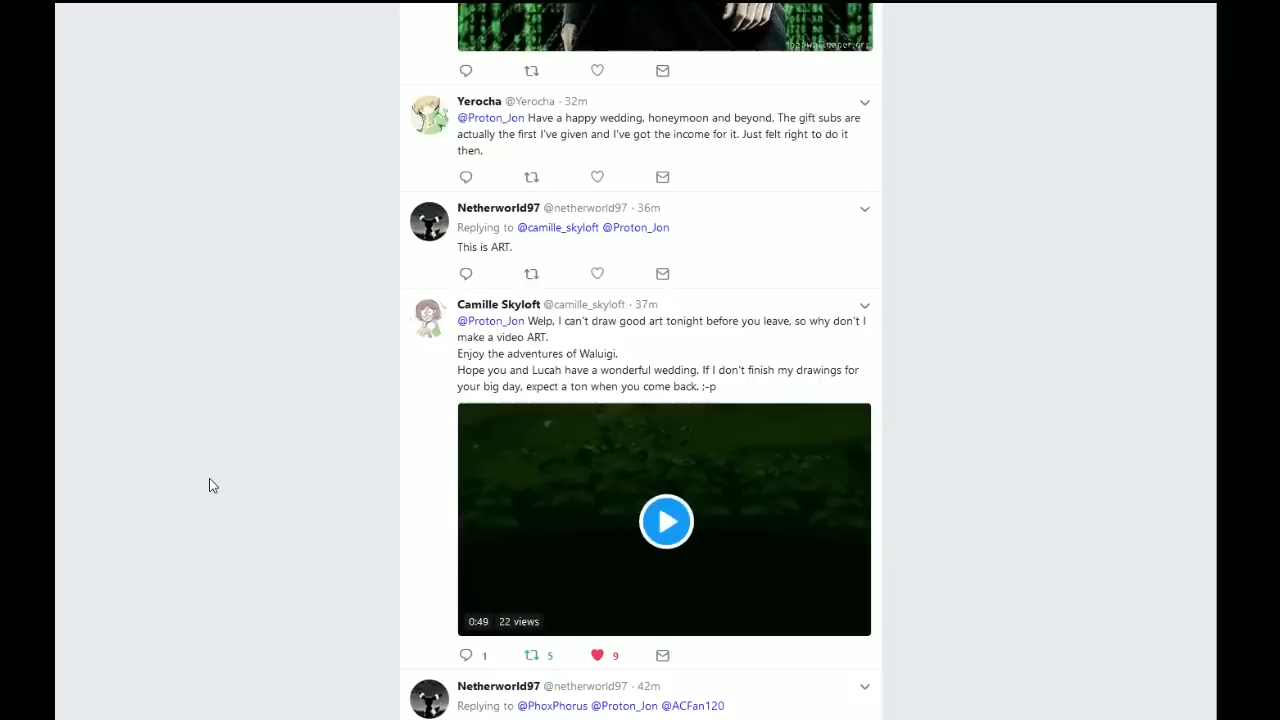 Yerocha @Yerocha · 32m
@Proton_Jon Have a happy wedding, honeymoon and beyond. The gift subs are
actually the first I've given and I've got the income for it. Just felt right to do it
then.
Netherworld97 @netherworld97 · 36m
Replying to @camille_skyloft @Proton_Jon
This is ART.
Camille Skyloft @camille_skyloft · 37m
@Proton_Jon Welp, I can't draw good art tonight before you leave, so why don't I
make a video ART.
Enjoy the adventures of Waluigi.
Hope you and Lucah have a wonderful wedding. If I don't finish my drawings for
your big day, expect a ton when you come back. ;-p
0:49 22 views
1 5 9
Netherworld97 @netherworld97 · 42m
Replying to @PhoxPhorus @Proton_Jon @ACFan120